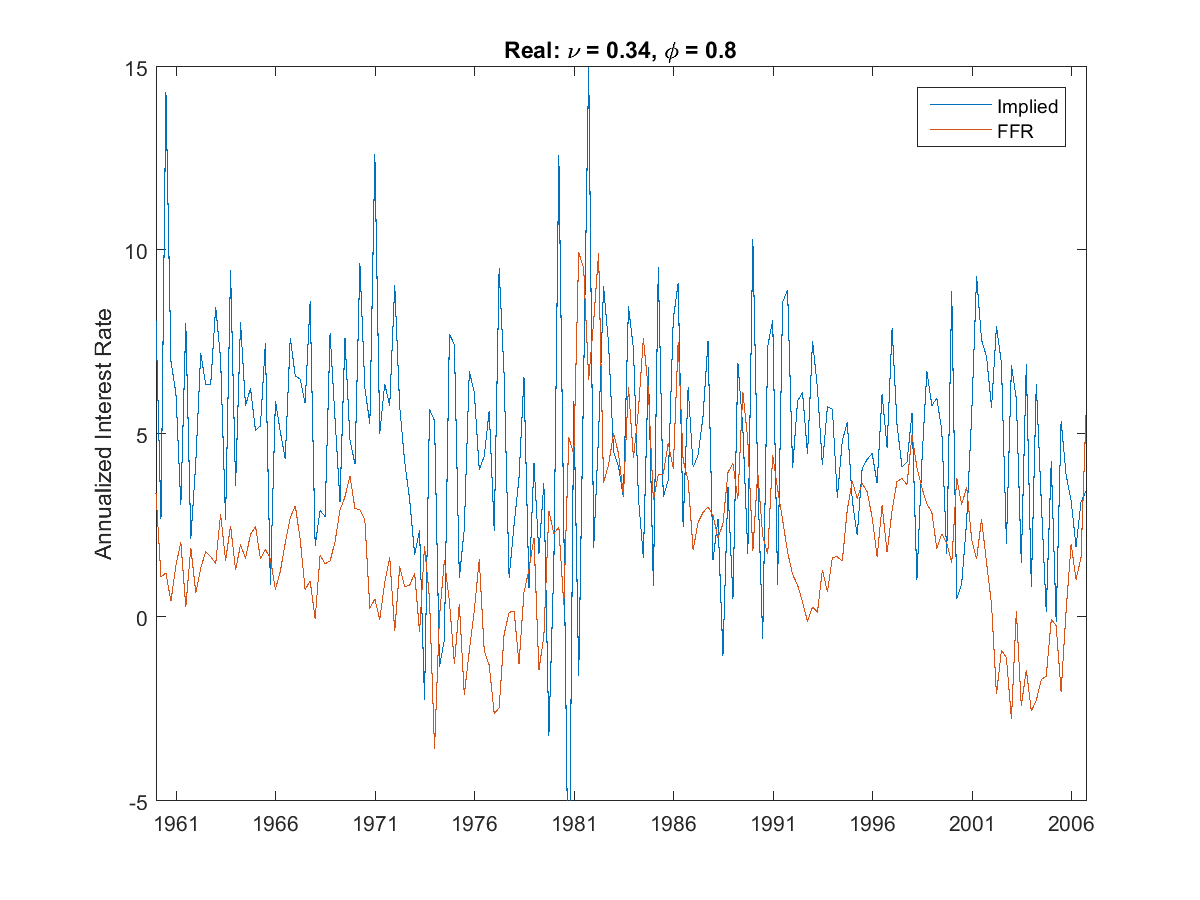 Real: ν = 0.34, ϕ = 0.8
Implied
FFR
Annualized Interest Rate
15
10
5
0
-5
1961 1966 1971 1976 1981 1986 1991 1996 2001 2006